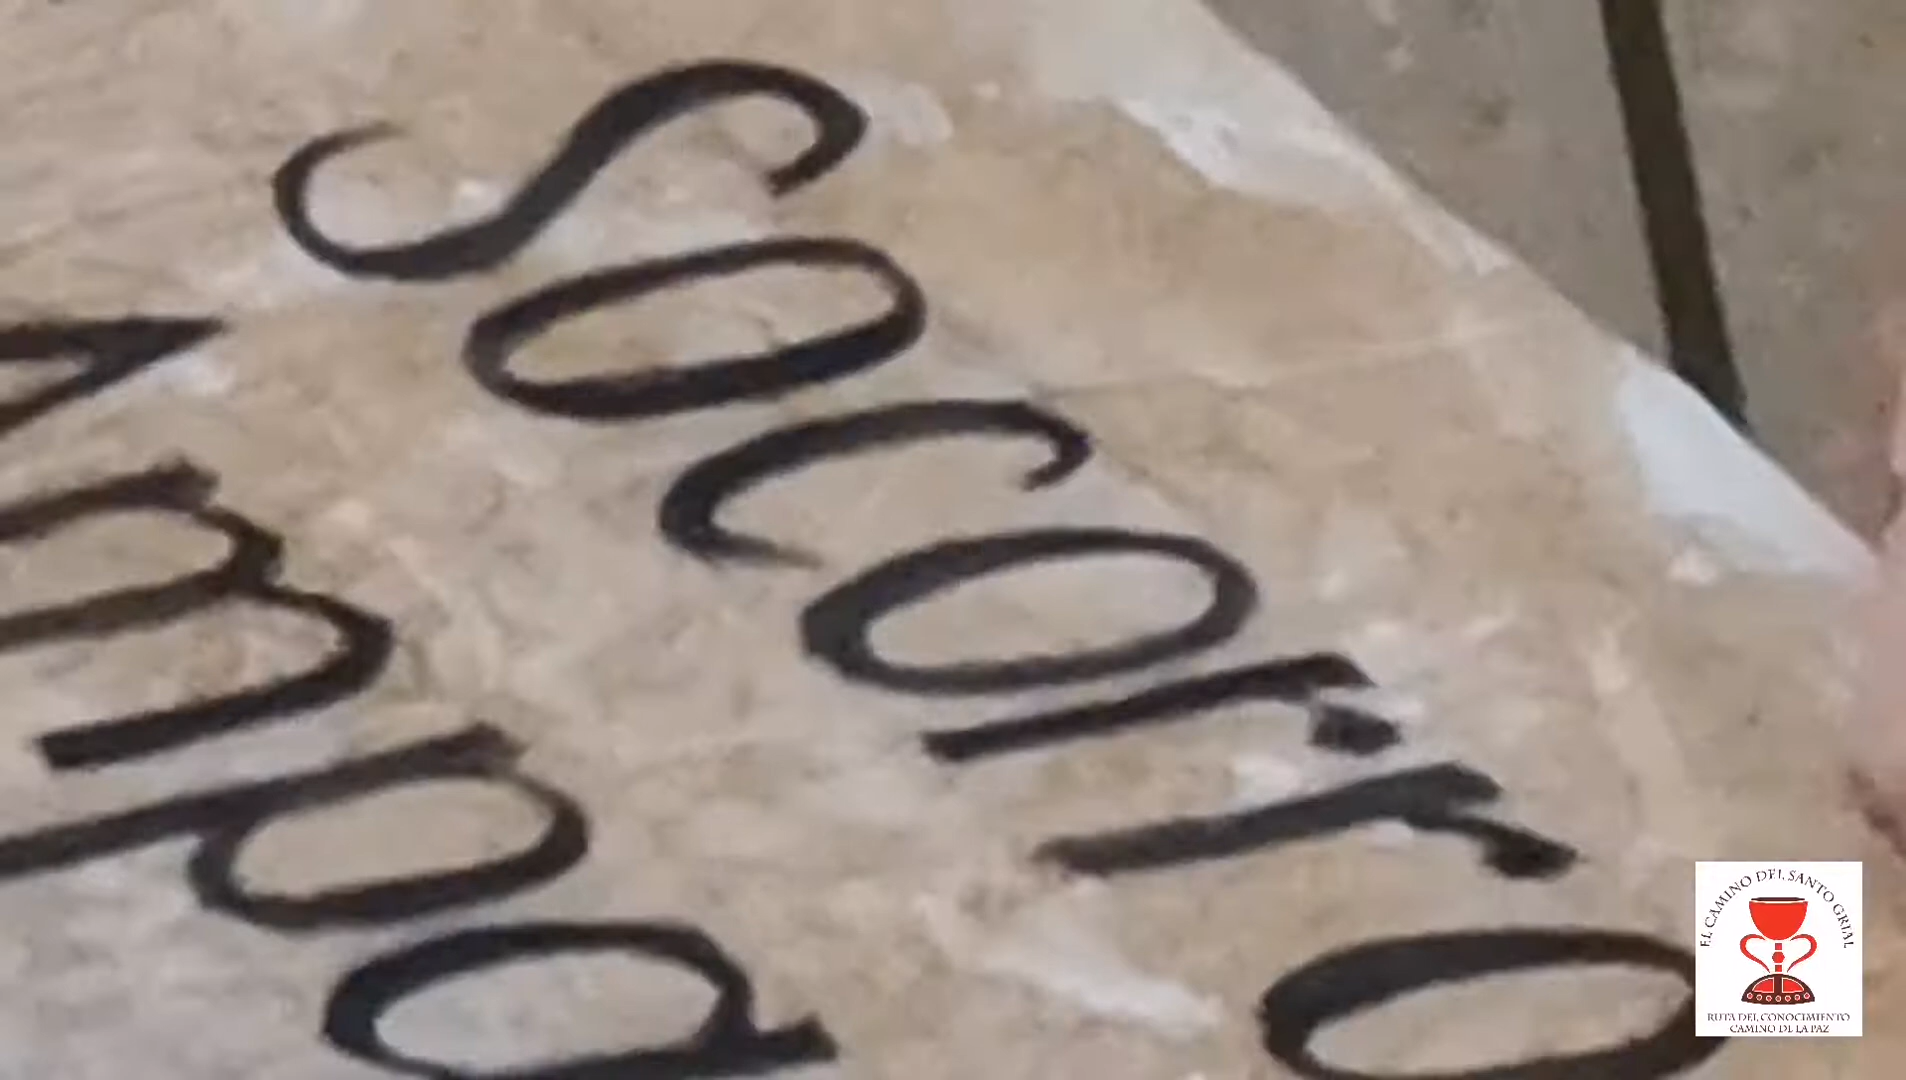 Socorro
Ampa
EL CAMINO DEL SANTO GRIAL
RUTA DEL CONOCIMIENTO
CAMINO DE LA PAZ